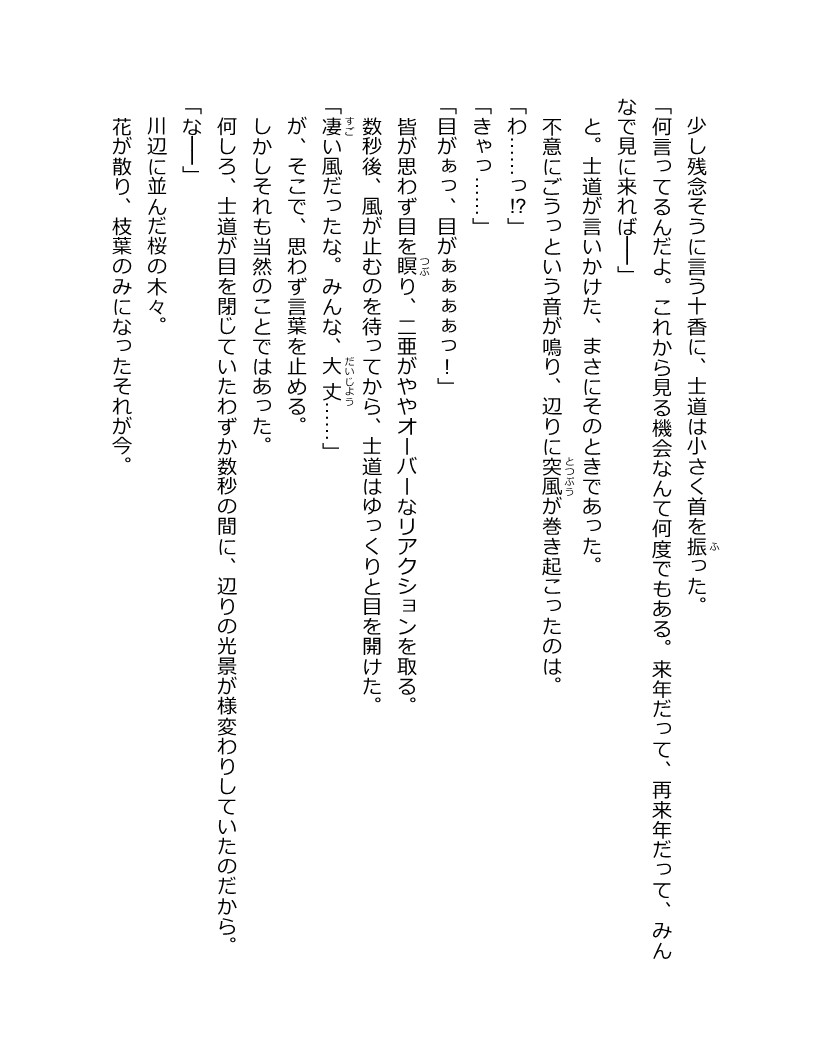 少し残念そうに言う十香に、士道は小さく首を振った。
「何言ってるんだよ。これから見る機会なんて何度でもある。来年だって、再来年だって、みん
なで見に来れば――」
と。士道が言いかけた、まさにそのときであった。
不意にごうっという音が鳴り、辺りに突風が巻き起こったのは。
「わ……っ!?」
「きゃっ……」
「目がぁっ、目がぁぁぁぁっ！」
皆が思わず目を瞑り、二亜がややオーバーなリアクションを取る。
数秒後、風が止むのを待ってから、士道はゆっくりと目を開けた。
「凄い風だったな。みんな、大丈……」
が、そこで、思わず言葉を止める。
しかしそれも当然のことではあった。
何しろ、士道が目を閉じていたわずか数秒の間に、辺りの光景が様変わりしていたのだから。
「な――」
川辺に並んだ桜の木々。
花が散り、枝葉のみになったそれが今。